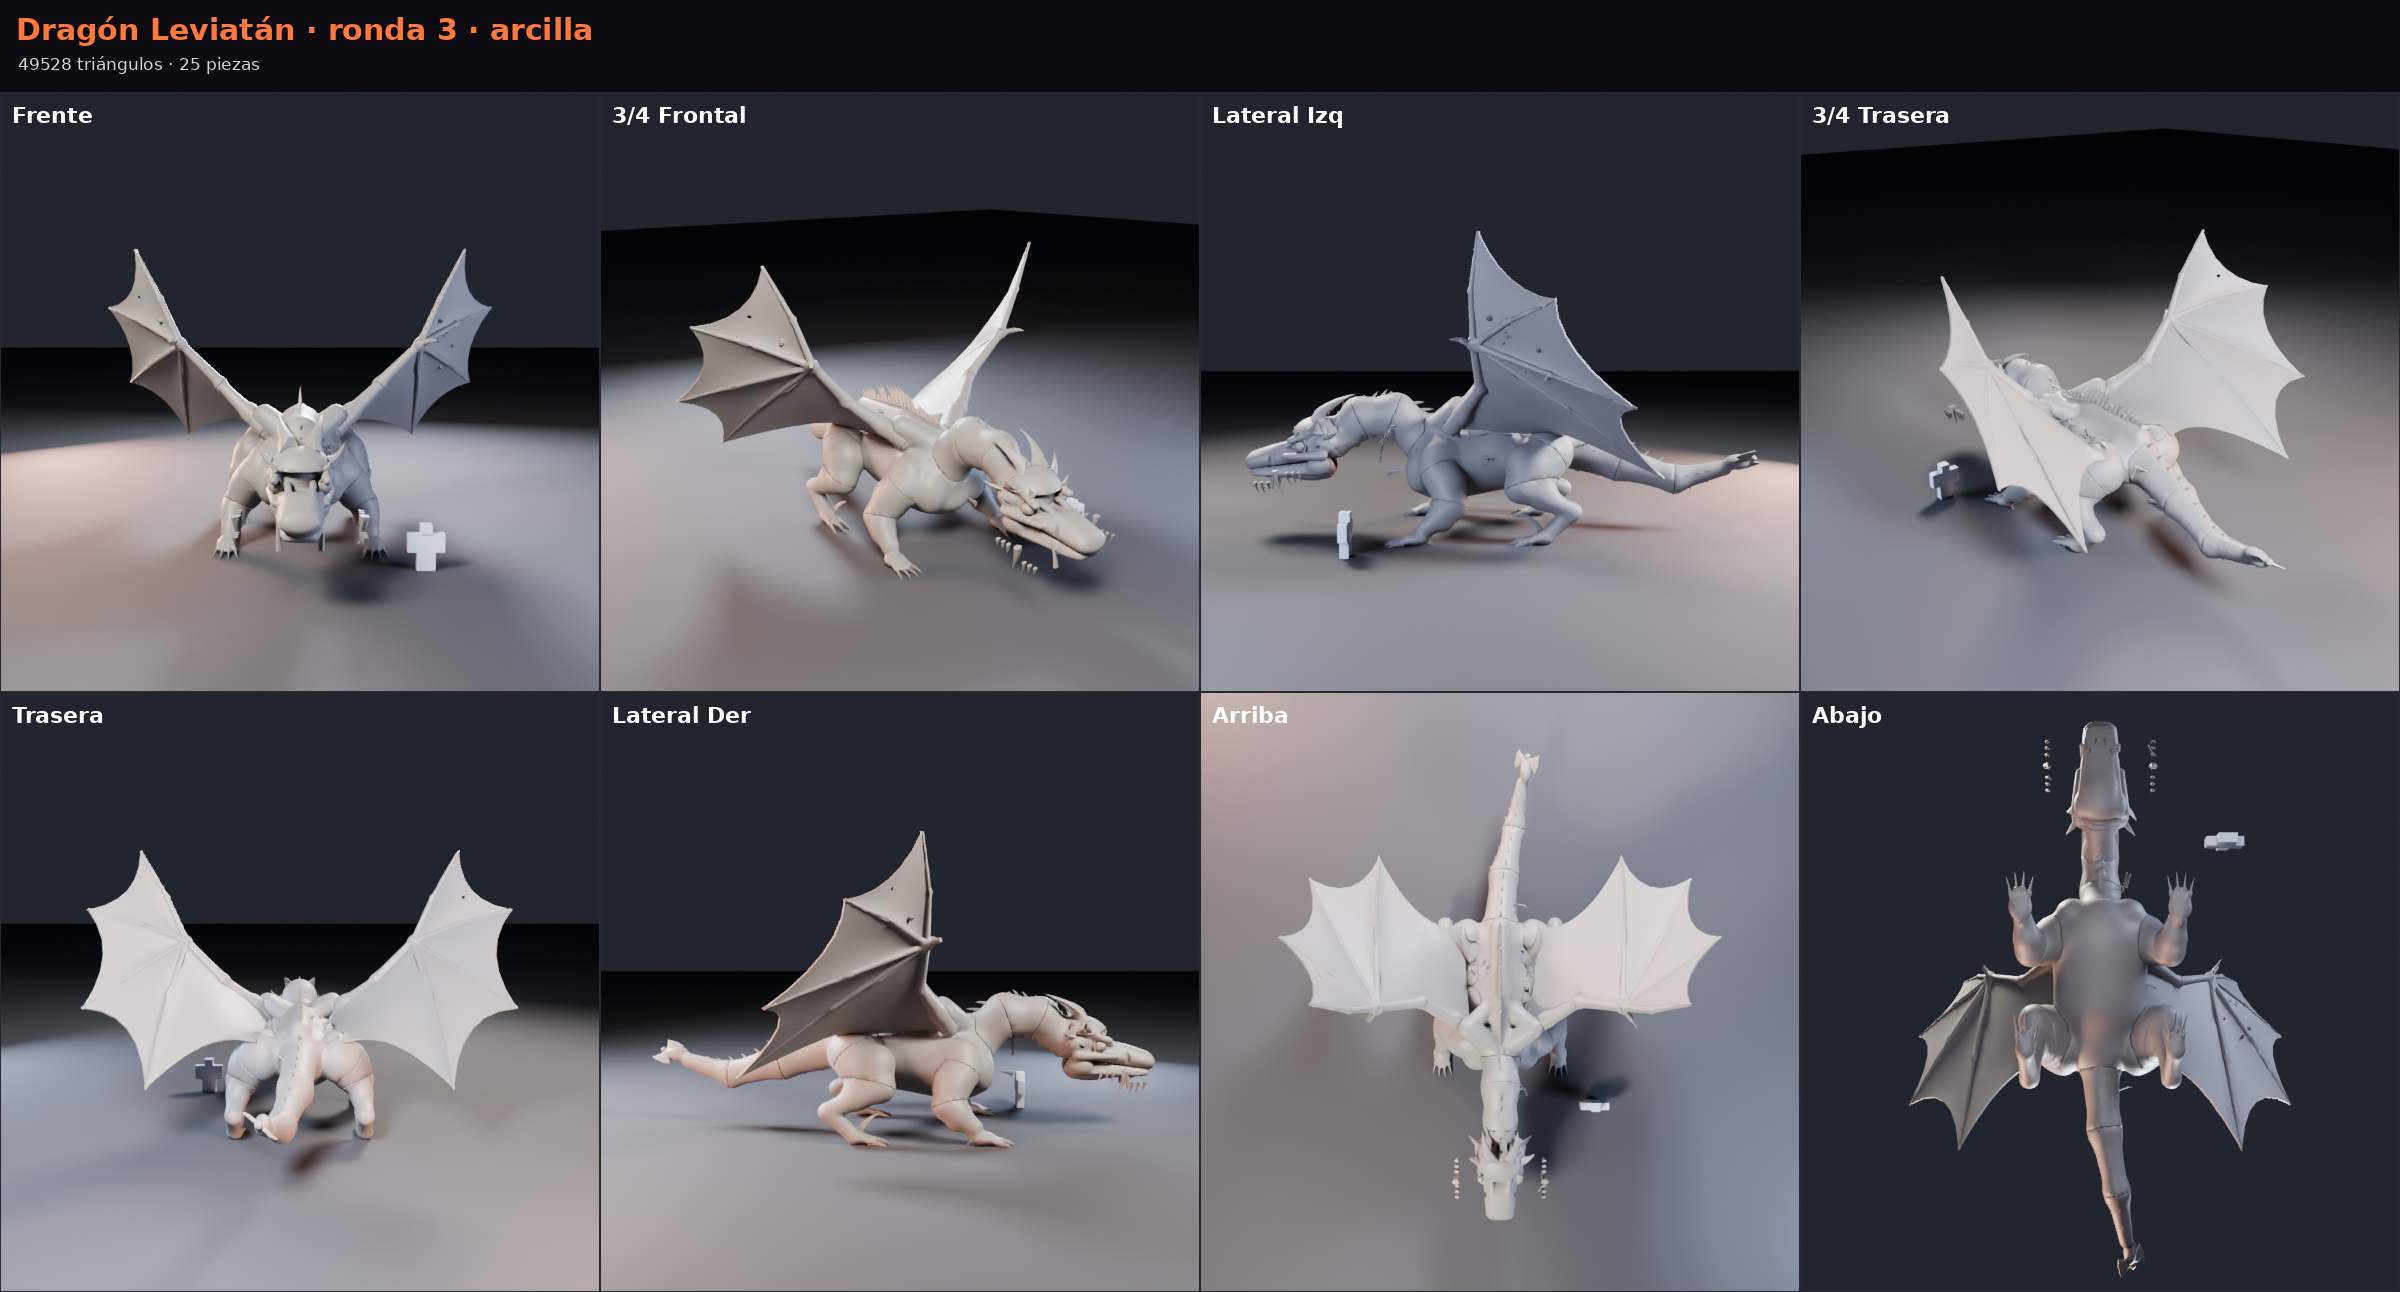 Dragón Leviatán · ronda 3 · arcilla
49528 triángulos · 25 piezas
Frente
3/4 Frontal
Lateral Izq
3/4 Trasera
Trasera
Lateral Der
Arriba
Abajo